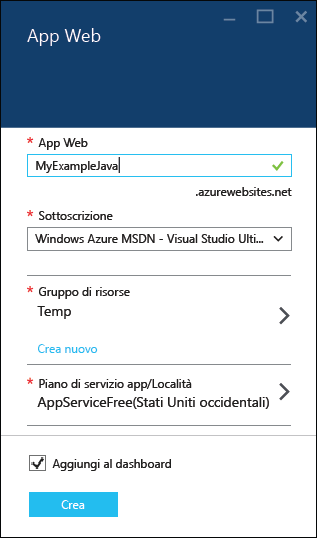 App Web
* App Web
MyExampleJava
.azurewebsites.net
* Sottoscrizione
Windows Azure MSDN - Visual Studio Ulti...
* Gruppo di risorse
Temp
Crea nuovo
* Piano di servizio app/Località
AppServiceFree(Stati Uniti occidentali)
Aggiungi al dashboard
Crea